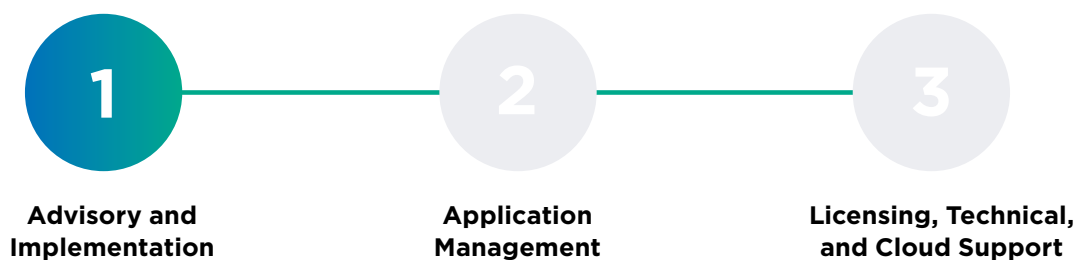 1
2
3
Advisory and
Implementation
Application
Management
Licensing, Technical,
and Cloud Support